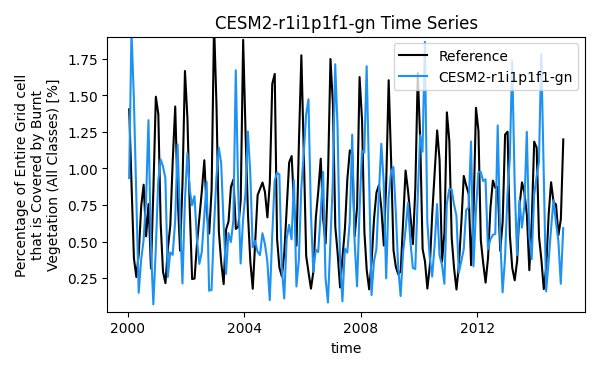 CESM2-r1i1p1f1-gn Time Series
Percentage of Entire Grid cell
that is Covered by Burnt
Vegetation (All Classes) [%]
1.75
1.50
1.25
1.00
0.75
0.50
0.25
Reference
CESM2-r1i1p1f1-gn
2000
2004
2008
2012
time